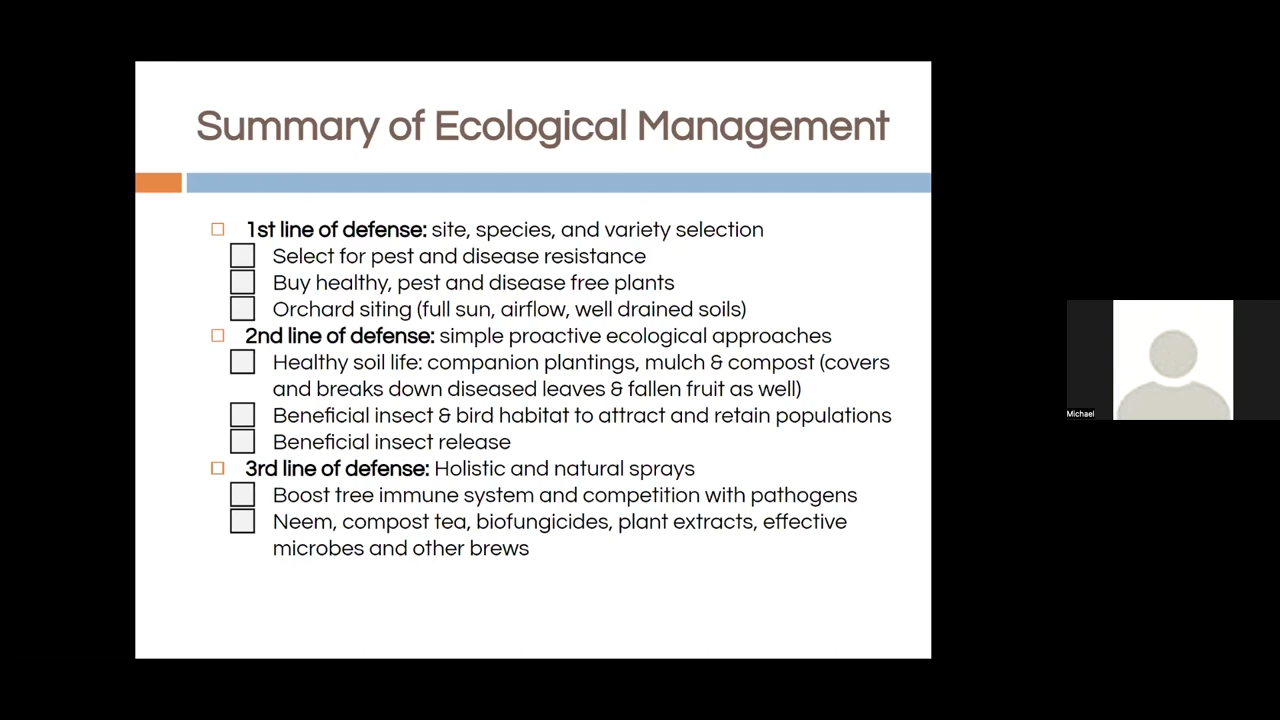 Summary of Ecological Management
1st line of defense: site, species, and variety selection
Select for pest and disease resistance
Buy healthy, pest and disease free plants
Orchard siting (full sun, airflow, well drained soils)
2nd line of defense: simple proactive ecological approaches
Healthy soil life: companion plantings, mulch & compost (covers
and breaks down diseased leaves & fallen fruit as well)
Beneficial insect & bird habitat to attract and retain populations
Beneficial insect release
3rd line of defense: Holistic and natural sprays
Boost tree immune system and competition with pathogens
Neem, compost tea, biofungicides, plant extracts, effective
microbes and other brews
Michael